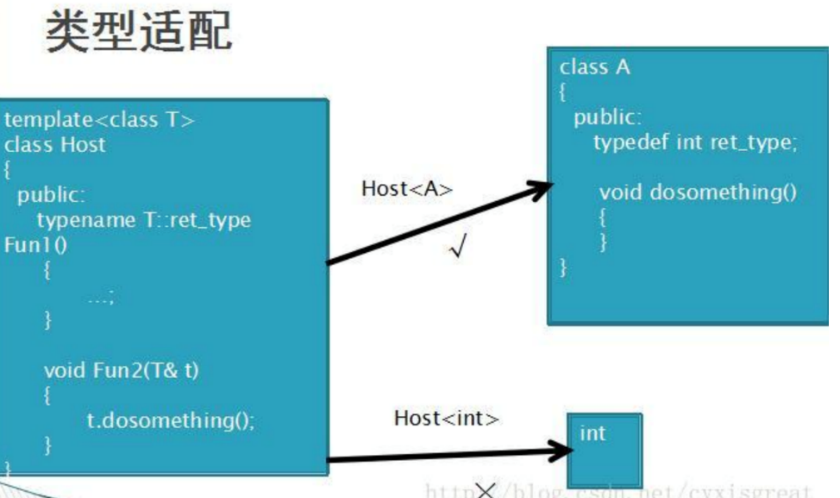 类型适配
template<class T>
class Host
{
public:
typename T::ret_type
Fun1()
{
...;
}
void Fun2(T& t)
{
t.dosomething();
}
}
Host<A>
√
class A
{
public:
typedef int ret_type;
void dosomething()
{
}
}
Host<int>
×
int
http://blog.csdn.net/cyxisgreat